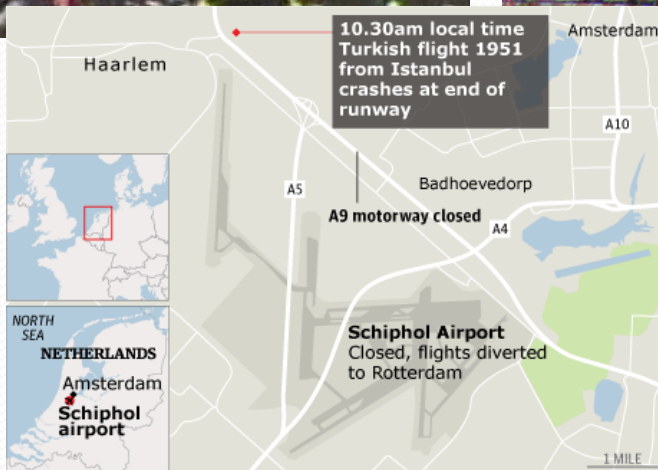 10.30am local time
Turkish flight 1951
from Istanbul
crashes at end of
runway
Amsterdam
Haarlem
A10
A5
Badhoevedorp
A9 motorway closed
A4
NORTH
SEA
NETHERLANDS
Amsterdam
Schiphol
airport
Schiphol Airport
Closed, flights diverted
to Rotterdam
1 MILE